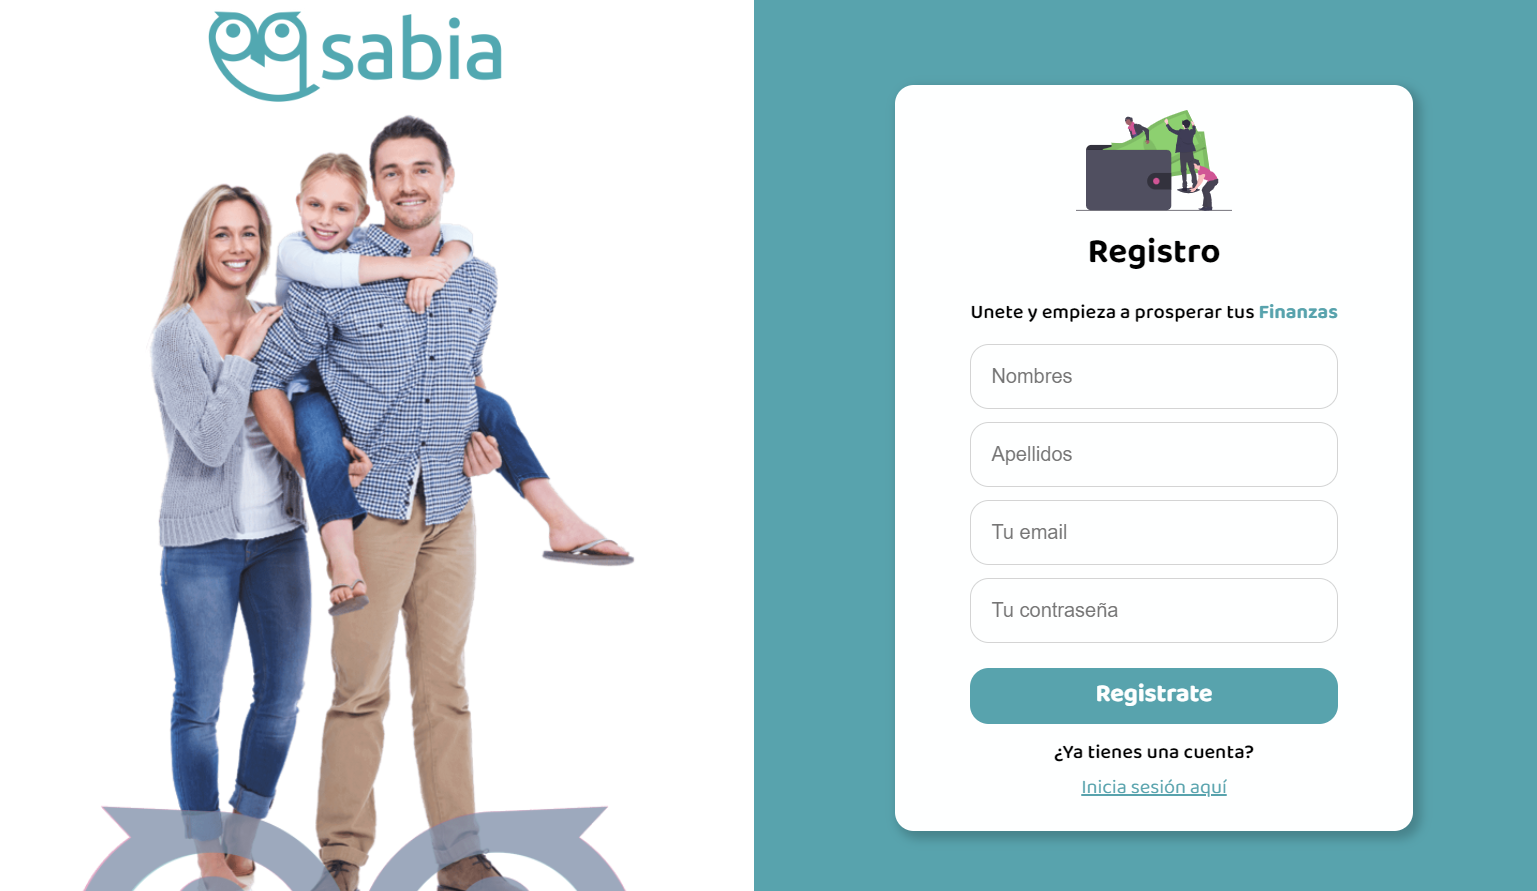 sabia
Registro
Unete y empieza a prosperar tus Finanzas
Nombres
Apellidos
Tu email
Tu contraseña
Registrate
¿Ya tienes una cuenta?
Inicia sesión aquí